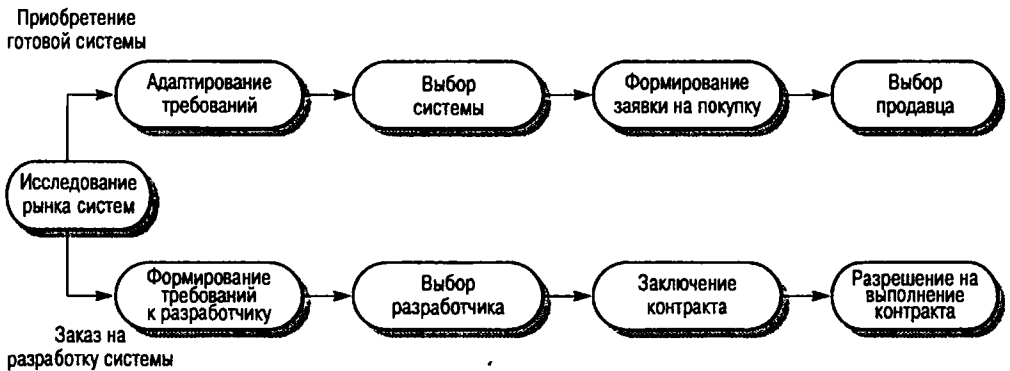 Приобретение
готовой системы
Адаптирование
требований
Выбор
системы
Формирование
заявки на покупку
Выбор
продавца
Исследование
рынка систем
Формирование
требований
к разработчику
Выбор
разработчика
Заключение
контракта
Разрешение на
выполнение
контракта
Заказ на
разработку системы